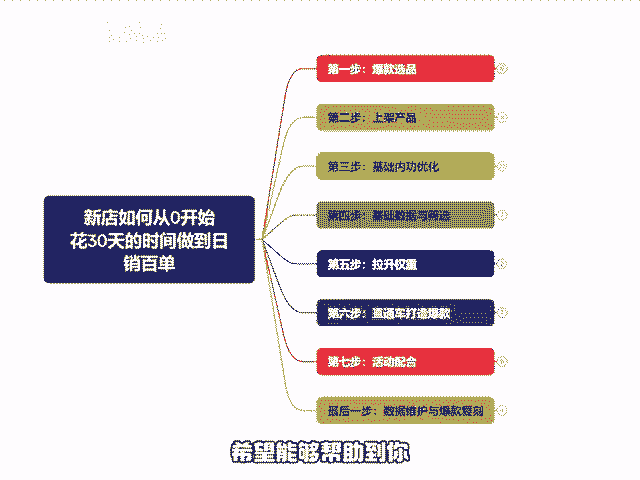 新店如何从0开始
花30天的时间做到日
销百单
第一步：爆款选品
第二步：上架产品
第三步：基础内功优化
第四步：基础数据与
第五步：拉升权重
第六步：直通车打造爆款
第七步：活动配合
最后一步：数据维护与爆款复刻
希望能够帮助到你